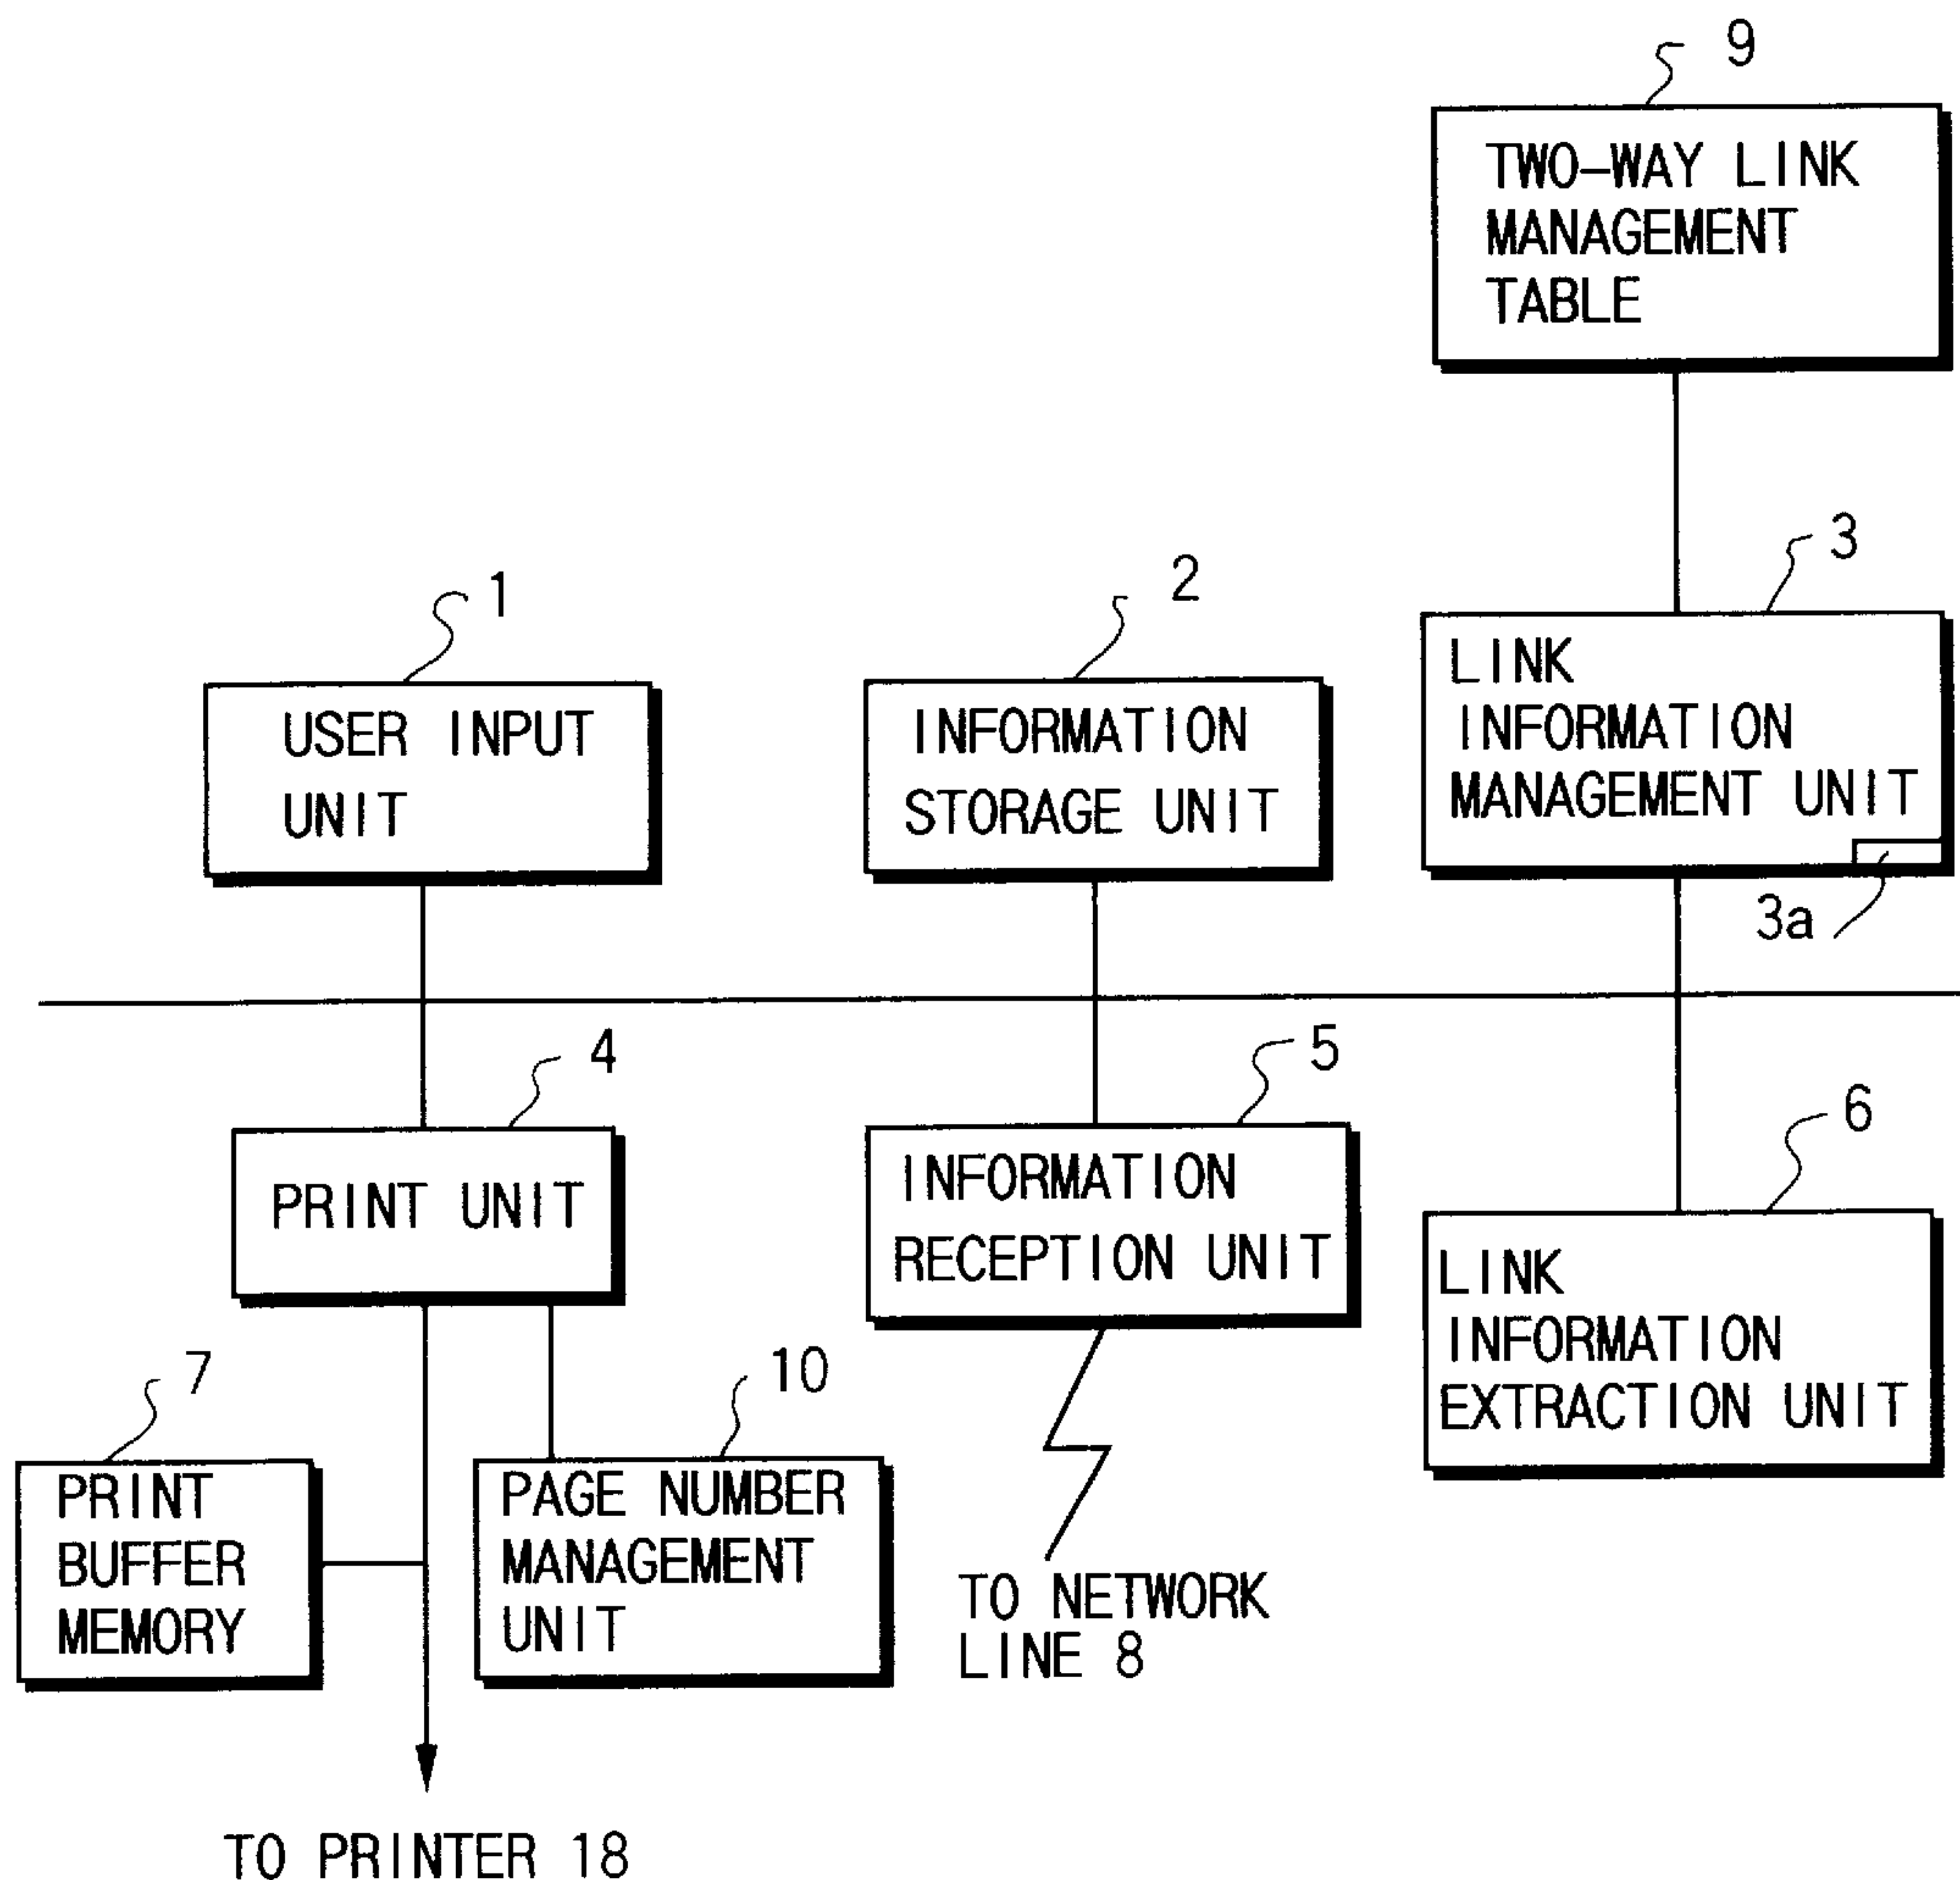 9
TWO-WAY LINK
MANAGEMENT
TABLE
1
USER INPUT
UNIT
2
INFORMATION
STORAGE UNIT
3
LINK
INFORMATION
MANAGEMENT UNIT
3a
4
PRINT UNIT
5
INFORMATION
RECEPTION UNIT
6
LINK
INFORMATION
EXTRACTION UNIT
7
PRINT
BUFFER
MEMORY
10
PAGE NUMBER
MANAGEMENT
UNIT
TO NETWORK
LINE 8
TO PRINTER 18